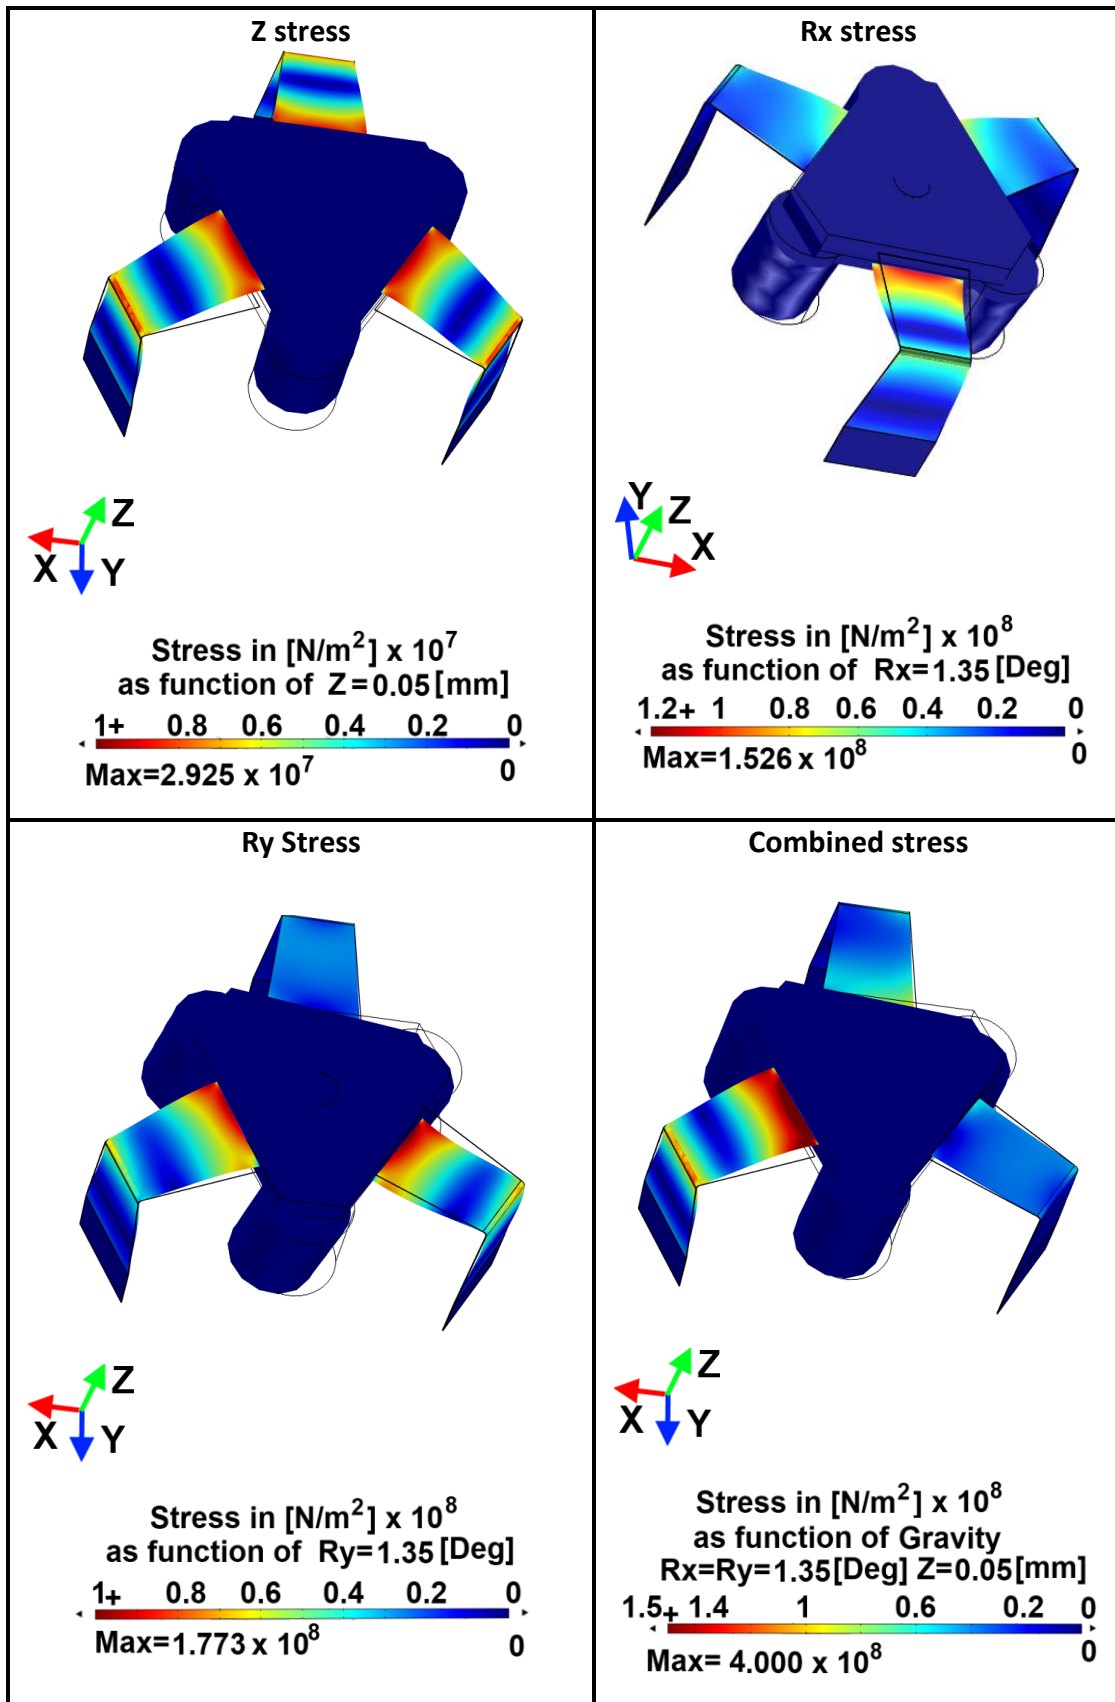 Z stress
Z
X
Y
Stress in [N/m²] x 10⁷
as function of Z=0.05 [mm]
1+ 0.8 0.6 0.4 0.2 0
Max=2.925 x 10⁷ 0
Rx stress
Y
Z
X
Stress in [N/m²] x 10⁸
as function of Rx=1.35 [Deg]
1.2+ 1 0.8 0.6 0.4 0.2 0
Max=1.526 x 10⁸ 0
Ry Stress
Z
X
Y
Stress in [N/m²] x 10⁸
as function of Ry=1.35 [Deg]
1+ 0.8 0.6 0.4 0.2 0
Max=1.773 x 10⁸ 0
Combined stress
Z
X
Y
Stress in [N/m²] x 10⁸
as function of Gravity
Rx=Ry=1.35 [Deg] Z=0.05 [mm]
1.5+ 1.4 1 0.6 0.2 0
Max= 4.000 x 10⁸ 0